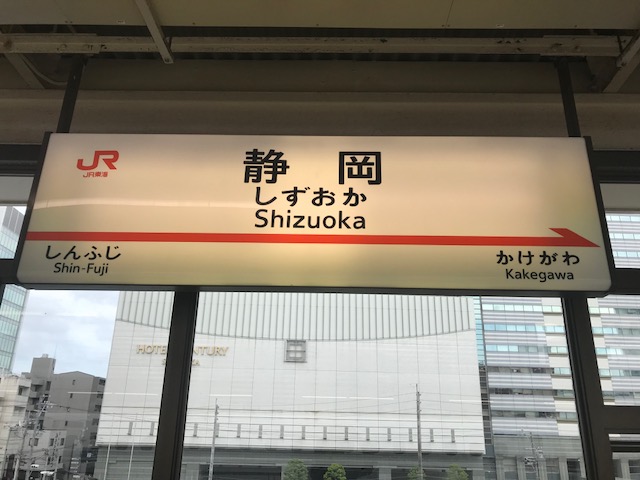 JR
JR東海
静岡
しずおか
Shizuoka
しんふじ
Shin-Fuji
かけがわ
Kakegawa
HOTEL CENTURY